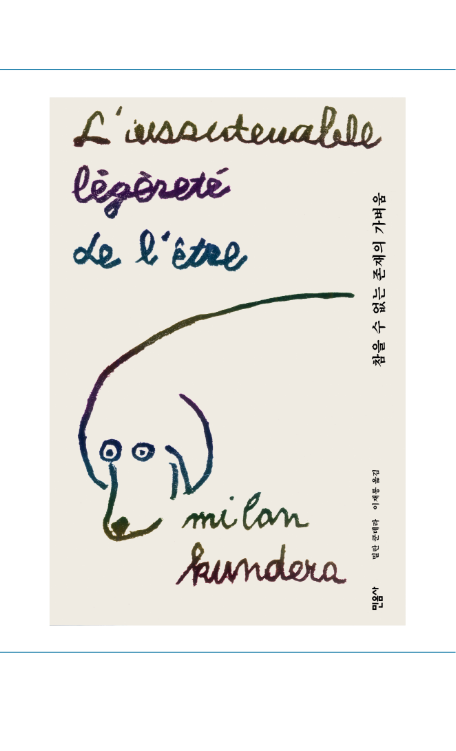 L'insoutenable
légèreté
de l'être
milan
kundera
참을 수 없는 존재의 가벼움
밀란 쿤데라 이재룡 옮김
민음사